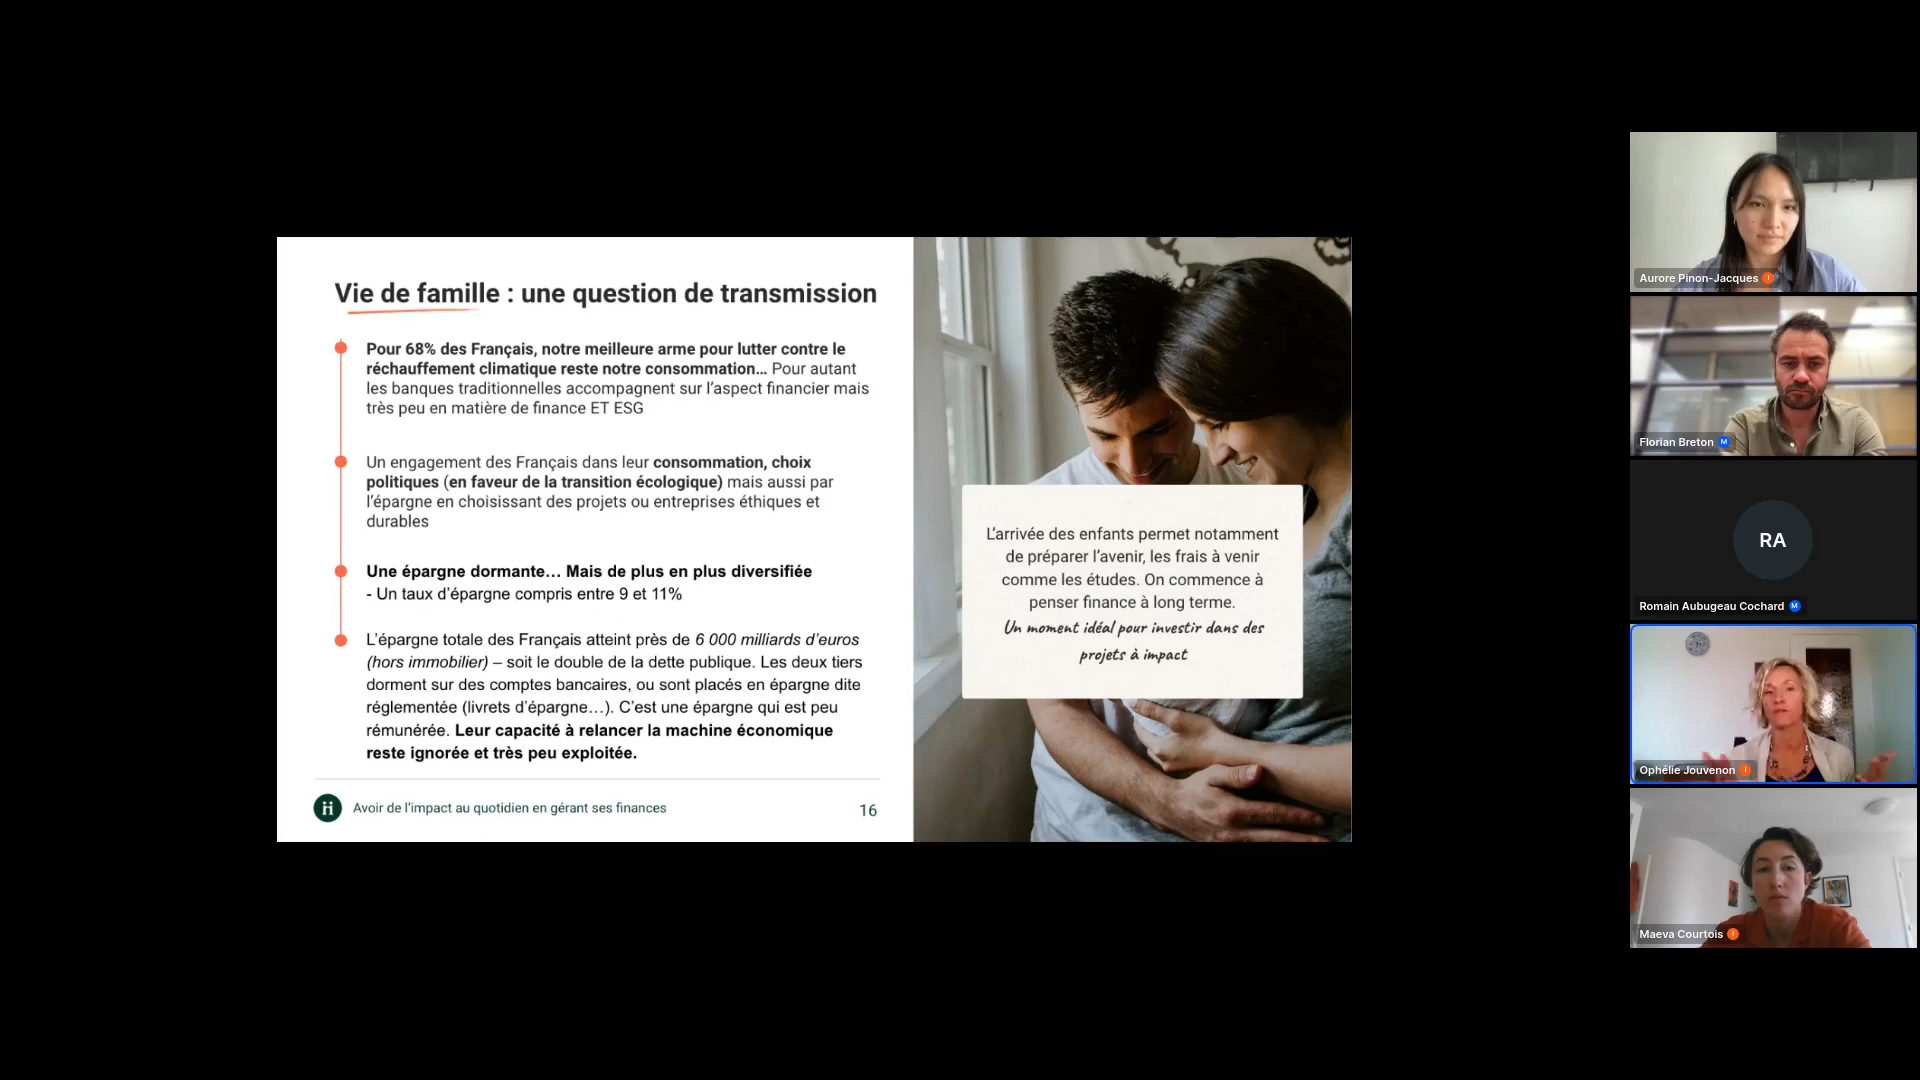 Vie de famille : une question de transmission
Pour 68% des Français, notre meilleure arme pour lutter contre le
réchauffement climatique reste notre consommation... Pour autant
les banques traditionnelles accompagnent sur l'aspect financier mais
très peu en matière de finance ET ESG
Un engagement des Français dans leur consommation, choix
politiques (en faveur de la transition écologique) mais aussi par
l'épargne en choisissant des projets ou entreprises éthiques et
durables
Une épargne dormante... Mais de plus en plus diversifiée
- Un taux d'épargne compris entre 9 et 11%
L'épargne totale des Français atteint près de 6 000 milliards d'euros
(hors immobilier) – soit le double de la dette publique. Les deux tiers
dorment sur des comptes bancaires, ou sont placés en épargne dite
réglementée (livrets d'épargne...). C'est une épargne qui est peu
rémunérée. Leur capacité à relancer la machine économique
reste ignorée et très peu exploitée.
Avoir de l'impact au quotidien en gérant ses finances
16
L'arrivée des enfants permet notamment
de préparer l'avenir, les frais à venir
comme les études. On commence à
penser finance à long terme.
Un moment idéal pour investir dans des
projets à impact
Aurore Pinon-Jacques I
Florian Breton M
RA
Romain Aubugeau Cochard M
Ophélie Jouvenon I
Maeva Courtois I